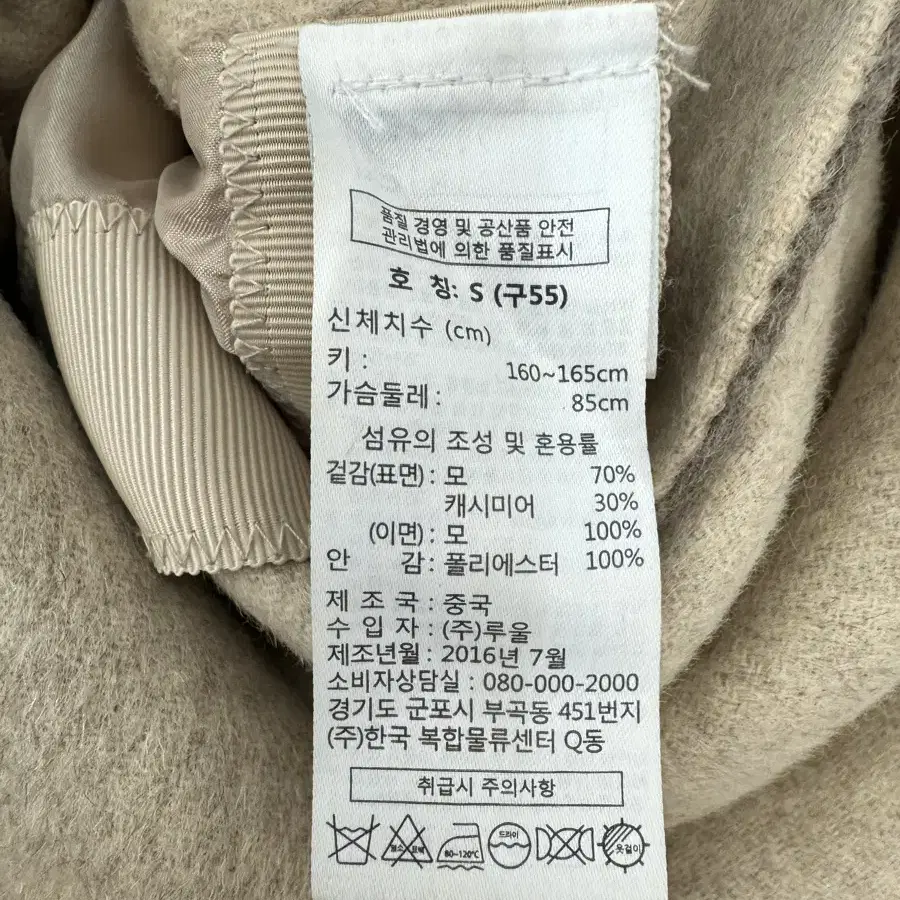 품질 경영 및 공산품 안전
관리법에 의한 품질표시
호 칭: S (구55)
신체치수 (cm)
키 : 160~165cm
가슴둘레 : 85cm
섬유의 조성 및 혼용률
겉감(표면) : 모 70%
캐시미어 30%
(이면) : 모 100%
안 감 : 폴리에스터 100%
제 조 국 : 중국
수 입 자 : (주)루울
제조년월 : 2016년 7월
소비자상담실 : 080-000-2000
경기도 군포시 부곡동 451번지
(주)한국 복합물류센터 Q동
취급시 주의사항
80~120℃ 드라이 옷걸이